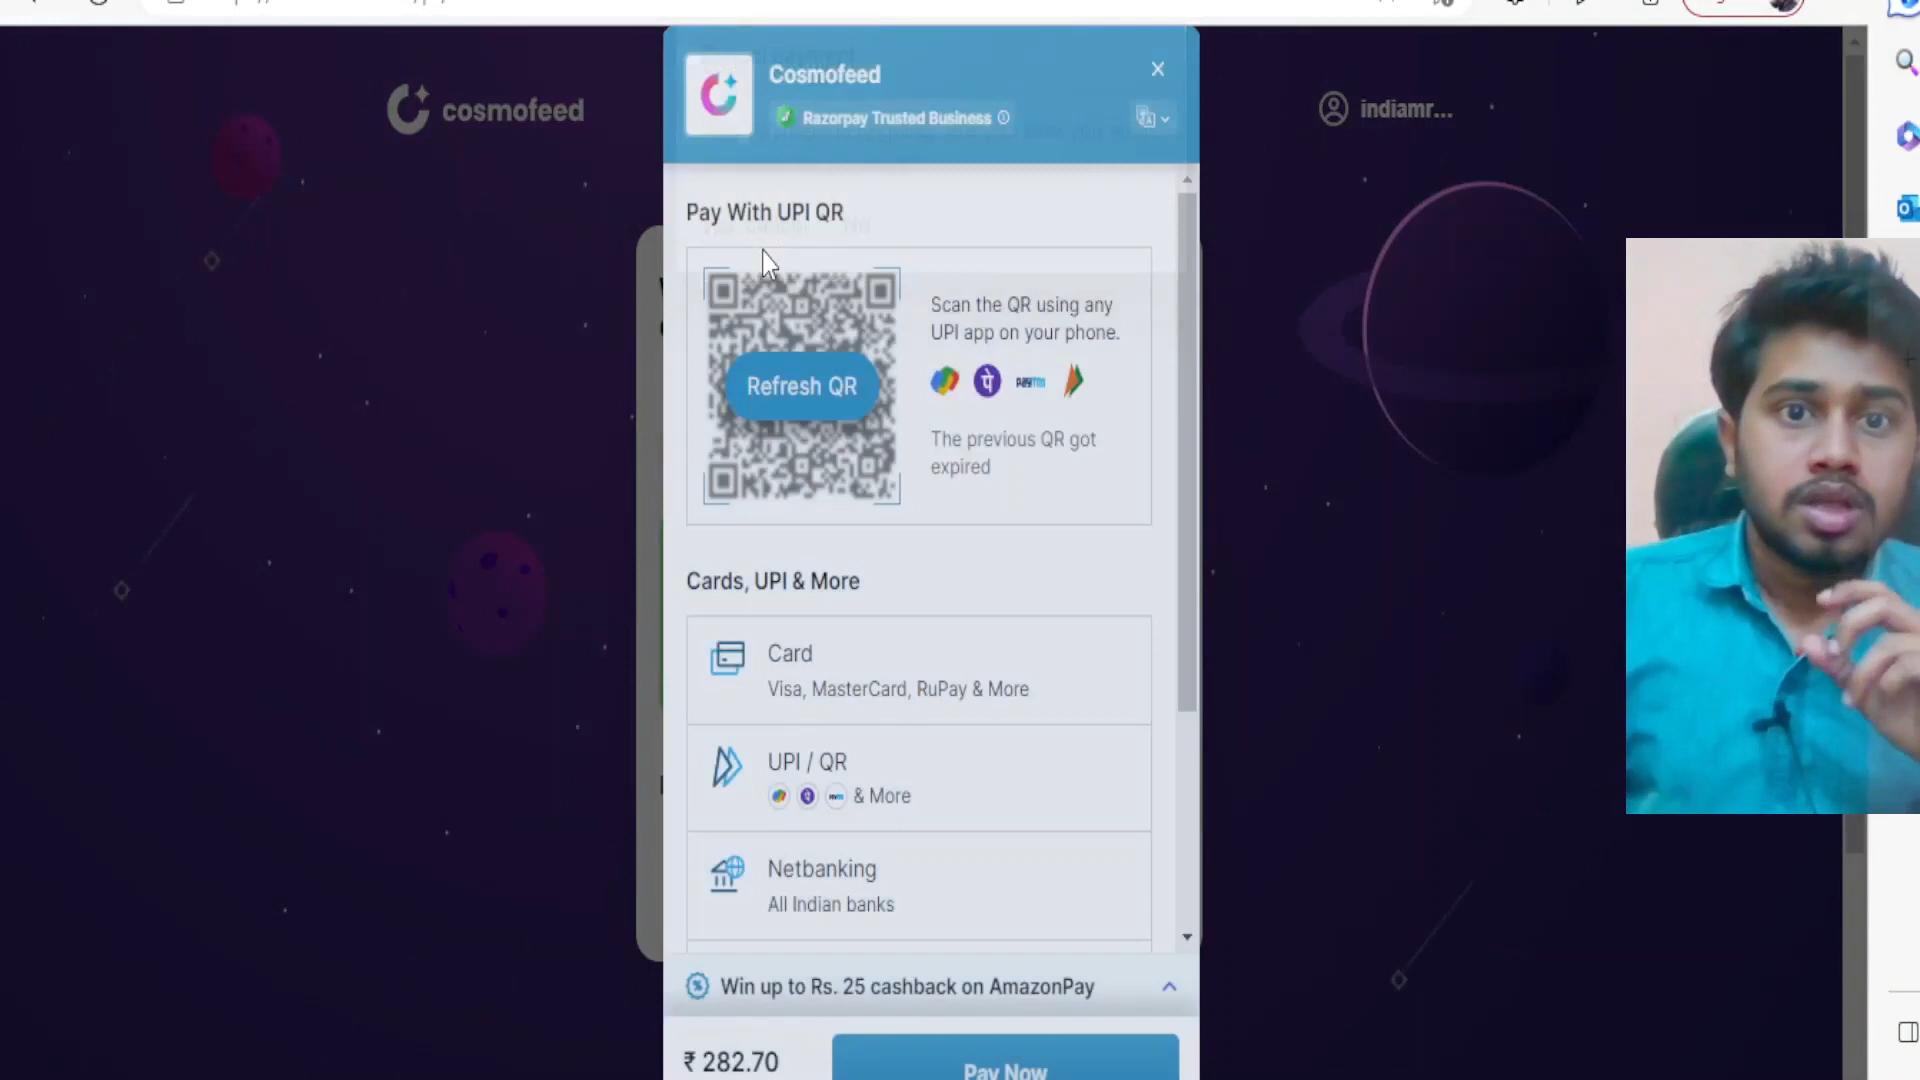 Cosmofeed
Razorpay Trusted Business
cosmofeed
indiamr...
Pay With UPI QR
Refresh QR
Scan the QR using any
UPI app on your phone.
पे
paytm
The previous QR got
expired
Cards, UPI & More
Card
Visa, MasterCard, RuPay & More
UPI / QR
& More
Netbanking
All Indian banks
Win up to Rs. 25 cashback on AmazonPay
₹ 282.70
Pay Now